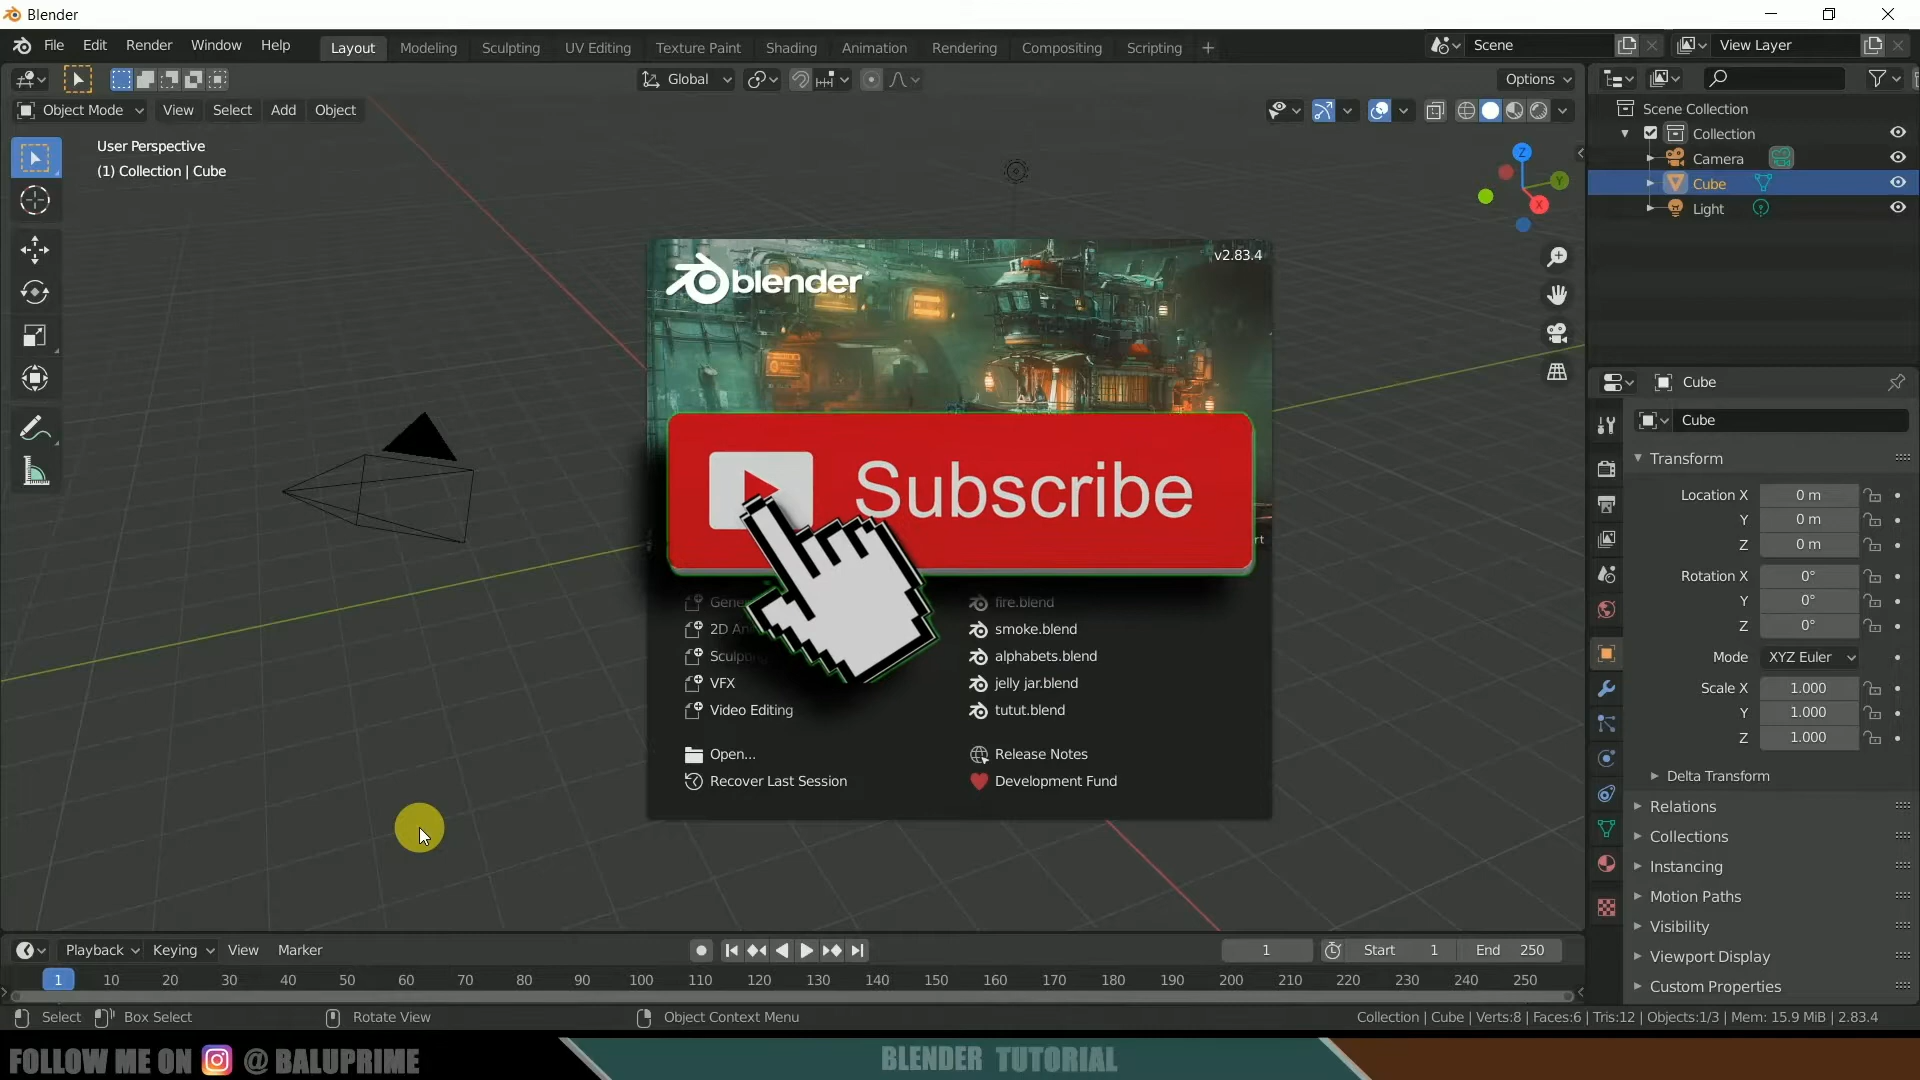 Blender
File Edit Render Window Help Layout Modeling Sculpting UV Editing Texture Paint Shading Animation Rendering Compositing Scripting + Scene View Layer
Global Options
Object Mode View Select Add Object
User Perspective
(1) Collection | Cube
Z
Y
X
Scene Collection
Collection
Camera
Cube
Light
blender
v2.83.4
Subscribe
rt
fire.blend
2D An
smoke.blend
Sculp
alphabets.blend
VFX
jelly jar.blend
Video Editing
tutut.blend
Open...
Release Notes
Recover Last Session
Development Fund
Cube
Cube
Transform
Location X 0 m
Y 0 m
Z 0 m
Rotation X 0°
Y 0°
Z 0°
Mode XYZ Euler
Scale X 1.000
Y 1.000
Z 1.000
Delta Transform
Relations
Collections
Instancing
Motion Paths
Visibility
Viewport Display
Custom Properties
Playback Keying View Marker 1 Start 1 End 250
1 10 20 30 40 50 60 70 80 90 100 110 120 130 140 150 160 170 180 190 200 210 220 230 240 250
Select Box Select Rotate View Object Context Menu Collection | Cube | Verts:8 | Faces:6 | Tris:12 | Objects:1/3 | Mem: 15.9 MiB | 2.83.4
FOLLOW ME ON @ BALUPRIME BLENDER TUTORIAL